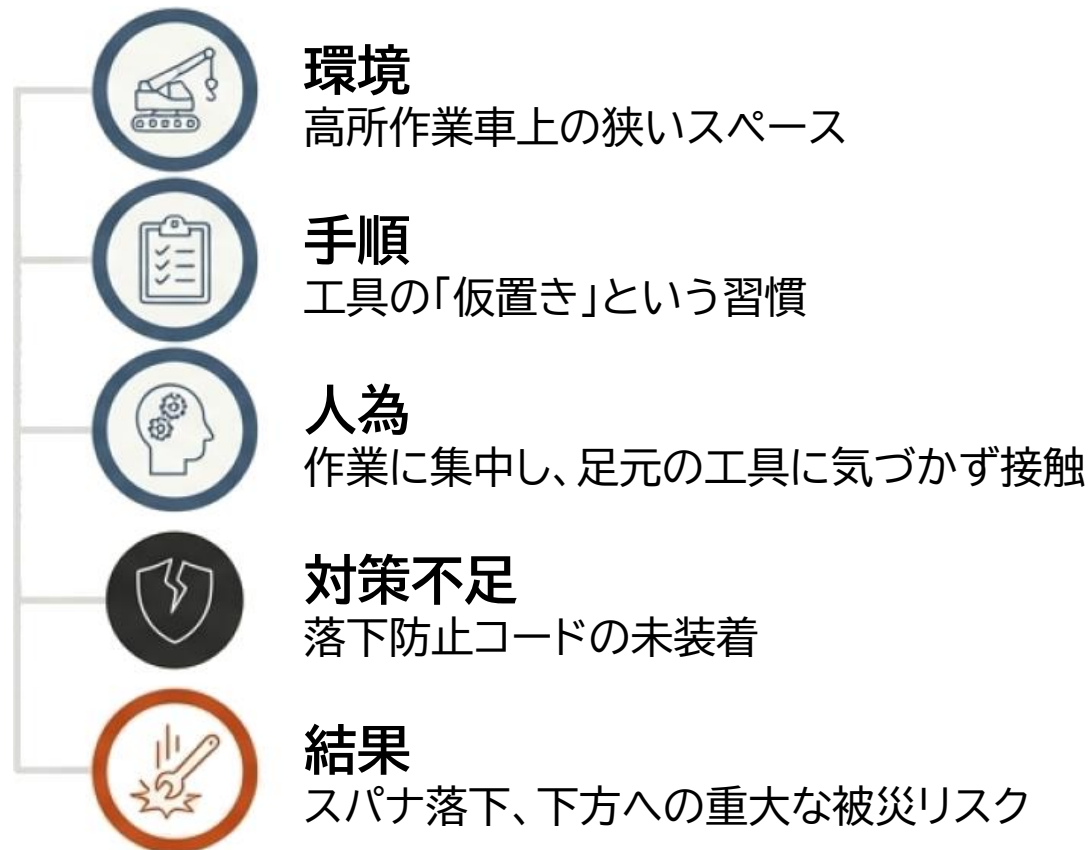 環境
高所作業車上の狭いスペース
手順
工具の「仮置き」という習慣
人為
作業に集中し、足元の工具に気づかず接触
対策不足
落下防止コードの未装着
結果
スパナ落下、下方への重大な被災リスク